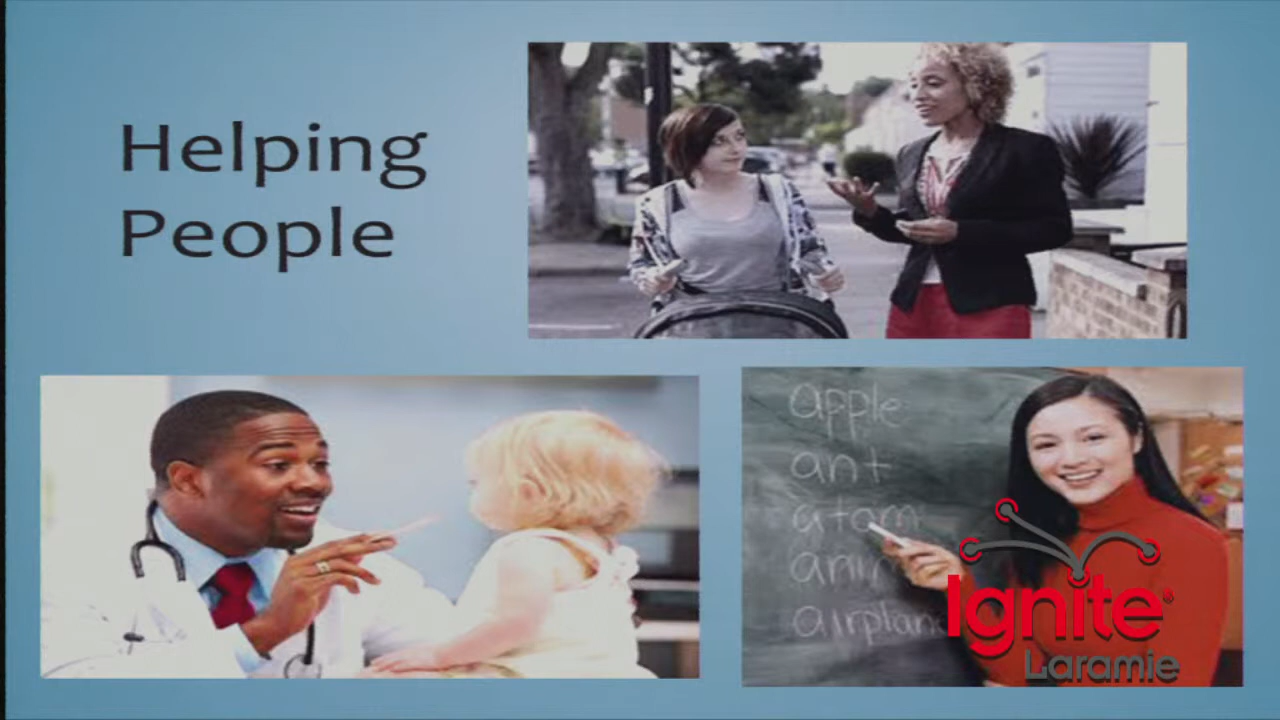 Helping
People
apple
ant
atom
airplane
Ignite®
Laramie